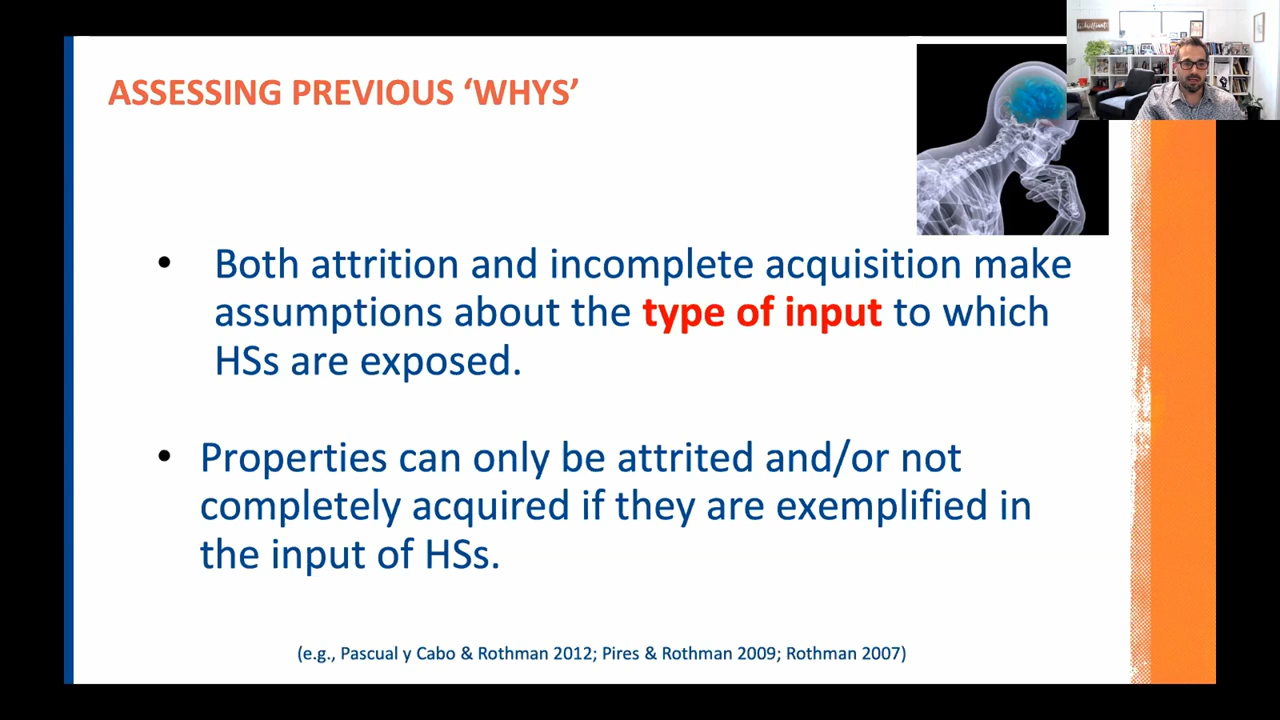 ASSESSING PREVIOUS ‘WHYS’
• Both attrition and incomplete acquisition make
assumptions about the type of input to which
HSs are exposed.
• Properties can only be attrited and/or not
completely acquired if they are exemplified in
the input of HSs.
(e.g., Pascual y Cabo & Rothman 2012; Pires & Rothman 2009; Rothman 2007)